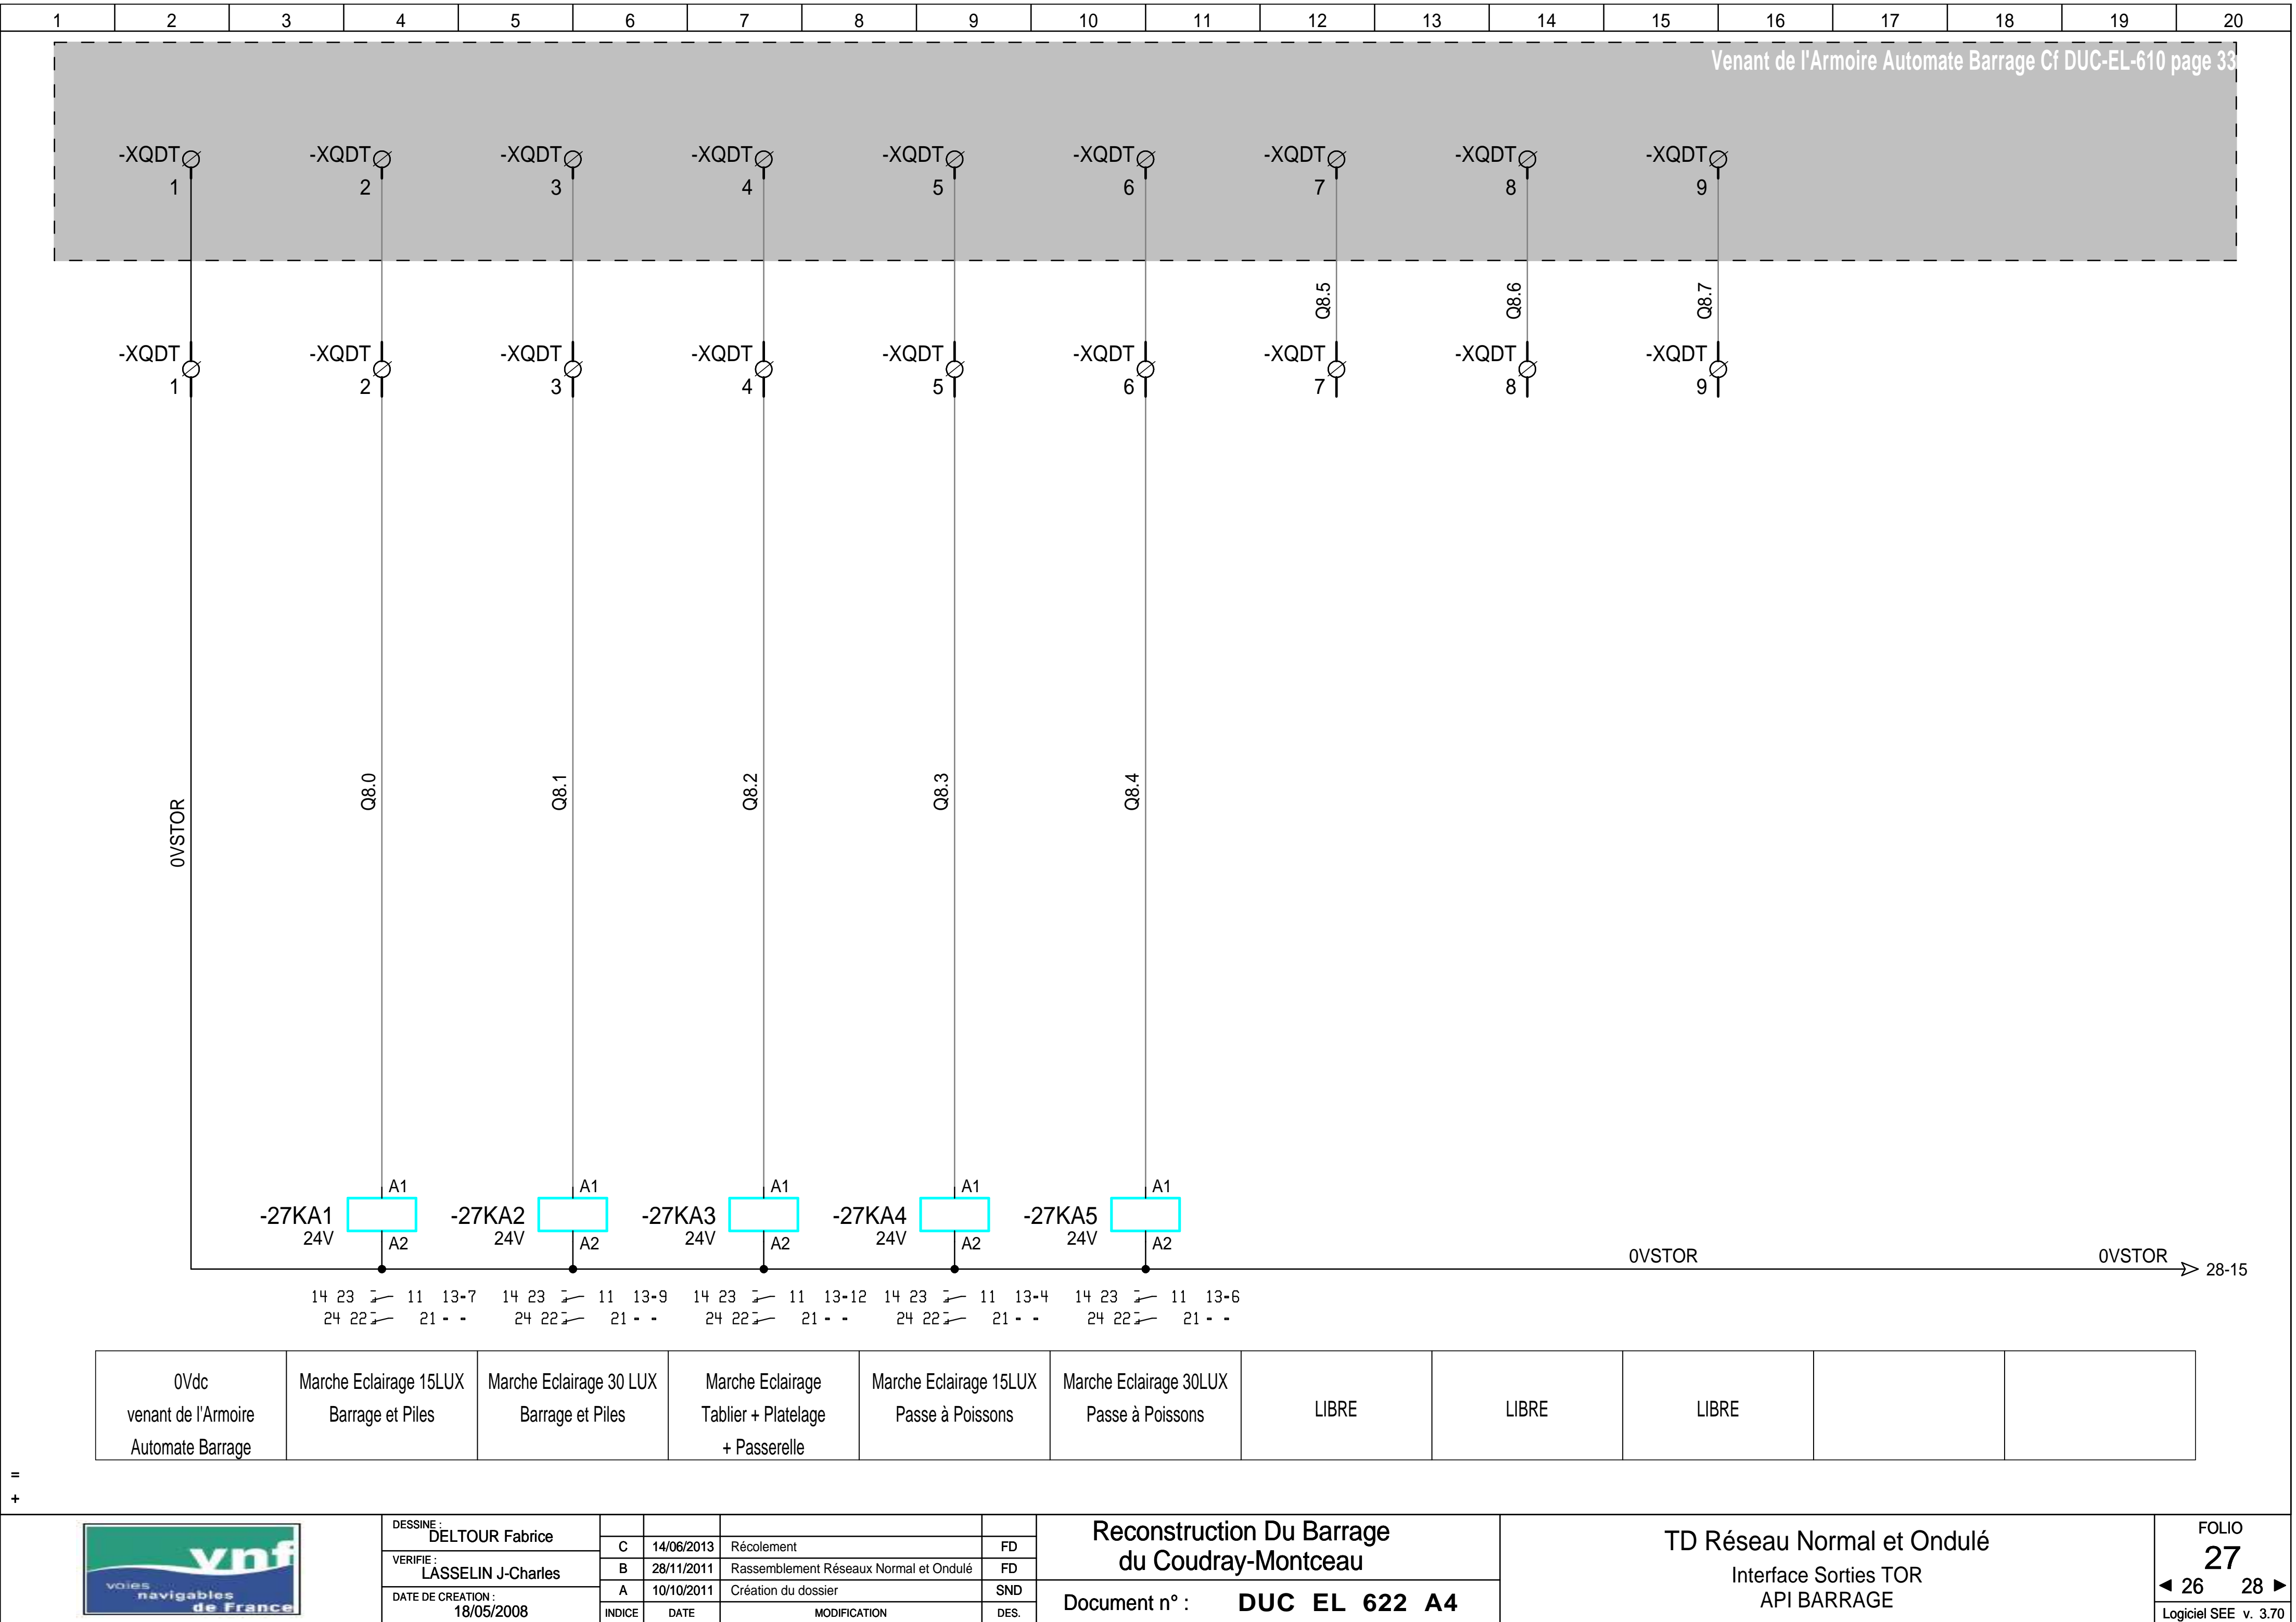 1 2 3 4 5 6 7 8 9 10 11 12 13 14 15 16 17 18 19 20
Venant de l'Armoire Automate Barrage Cf DUC-EL-610 page 33
-XQDT -XQDT -XQDT -XQDT -XQDT -XQDT -XQDT -XQDT -XQDT
1 2 3 4 5 6 7 8 9
Q8.5 Q8.6 Q8.7
-XQDT -XQDT -XQDT -XQDT -XQDT -XQDT -XQDT -XQDT -XQDT
1 2 3 4 5 6 7 8 9
0VSTOR Q8.0 Q8.1 Q8.2 Q8.3 Q8.4
A1 A1 A1 A1 A1
-27KA1 -27KA2 -27KA3 -27KA4 -27KA5
24V 24V 24V 24V 24V
A2 A2 A2 A2 A2
0VSTOR 0VSTOR
28-15
14 23 11 13-7 14 23 11 13-9 14 23 11 13-12 14 23 11 13-4 14 23 11 13-6
24 22 21 - - 24 22 21 - - 24 22 21 - - 24 22 21 - - 24 22 21 - -
0Vdc
venant de l'Armoire
Automate Barrage
Marche Eclairage 15LUX
Barrage et Piles
Marche Eclairage 30 LUX
Barrage et Piles
Marche Eclairage
Tablier + Platelage
+ Passerelle
Marche Eclairage 15LUX
Passe à Poissons
Marche Eclairage 30LUX
Passe à Poissons
LIBRE
LIBRE
LIBRE
=
+
vnf
voies
navigables
de France
DESSINE :
DELTOUR Fabrice
VERIFIE :
LASSELIN J-Charles
DATE DE CREATION :
18/05/2008
C 14/06/2013 Récolement FD
B 28/11/2011 Rassemblement Réseaux Normal et Ondulé FD
A 10/10/2011 Création du dossier SND
INDICE DATE MODIFICATION DES.
Reconstruction Du Barrage
du Coudray-Montceau
Document n° : DUC EL 622 A4
TD Réseau Normal et Ondulé
Interface Sorties TOR
API BARRAGE
FOLIO
27
◄ 26 28 ►
Logiciel SEE v. 3.70